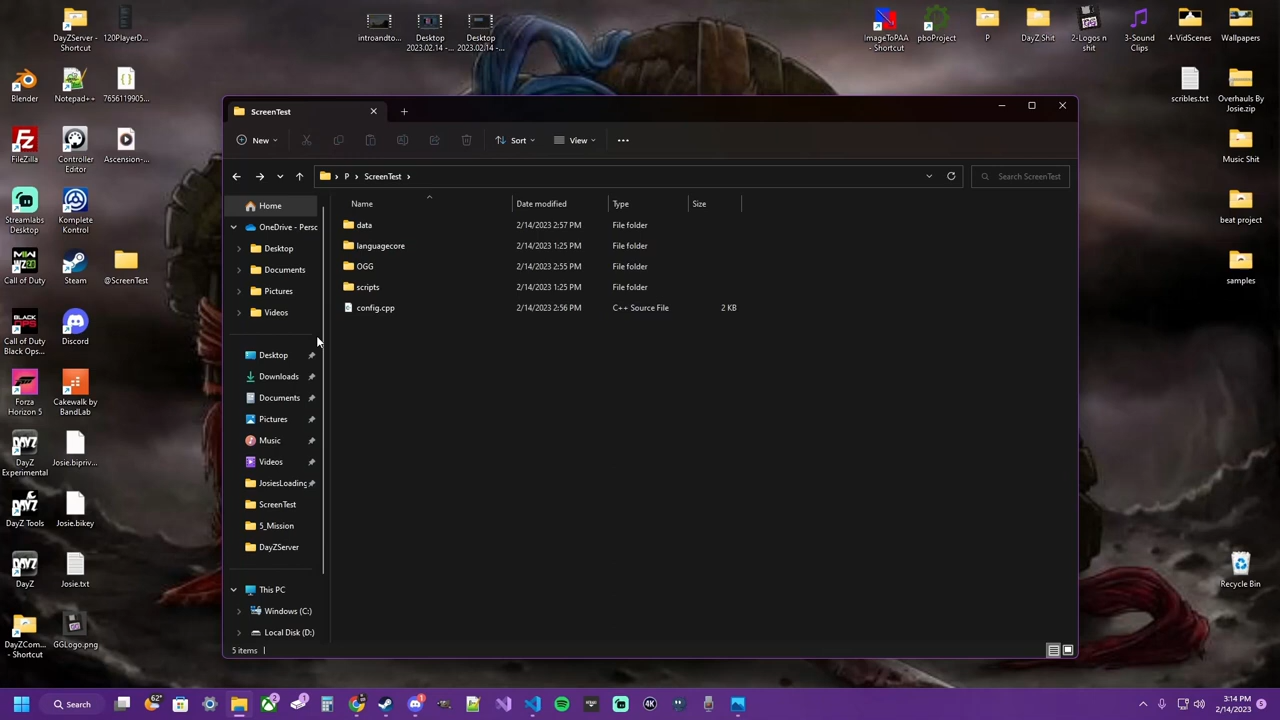 DayZServer - Shortcut
120PlayerD...
introandto...
Desktop 2023.02.14 -...
Desktop 2023.02.14 -...
ImageToPAA - Shortcut
pboProject
P
DayZ Shit
2-Logos n shit
3-Sound Clips
4-VidScenes
Wallpapers
Blender
Notepad++
7656119905...
scribles.txt
Overhauls By Josie.zip
FileZilla
Controller Editor
Ascension-...
Music Shit
Streamlabs Desktop
Komplete Kontrol
beat project
Call of Duty
Steam
@ScreenTest
samples
Call of Duty Black Ops...
Discord
Forza Horizon 5
Cakewalk by BandLab
DayZ Experimental
Josie.bipriv...
DayZ Tools
Josie.bikey
DayZ
Josie.txt
Recycle Bin
DayZCom... - Shortcut
GGLogo.png
ScreenTest
New
Sort
View
P
ScreenTest
Search ScreenTest
Home
OneDrive - Persc
Desktop
Documents
Pictures
Videos
Desktop
Downloads
Documents
Pictures
Music
Videos
JosiesLoading
ScreenTest
5_Mission
DayZServer
This PC
Windows (C:)
Local Disk (D:)
Name Date modified Type Size
data 2/14/2023 2:57 PM File folder
languagecore 2/14/2023 1:25 PM File folder
OGG 2/14/2023 2:55 PM File folder
scripts 2/14/2023 1:25 PM File folder
config.cpp 2/14/2023 2:56 PM C++ Source File 2 KB
5 items
Search
62°
3:14 PM
2/14/2023